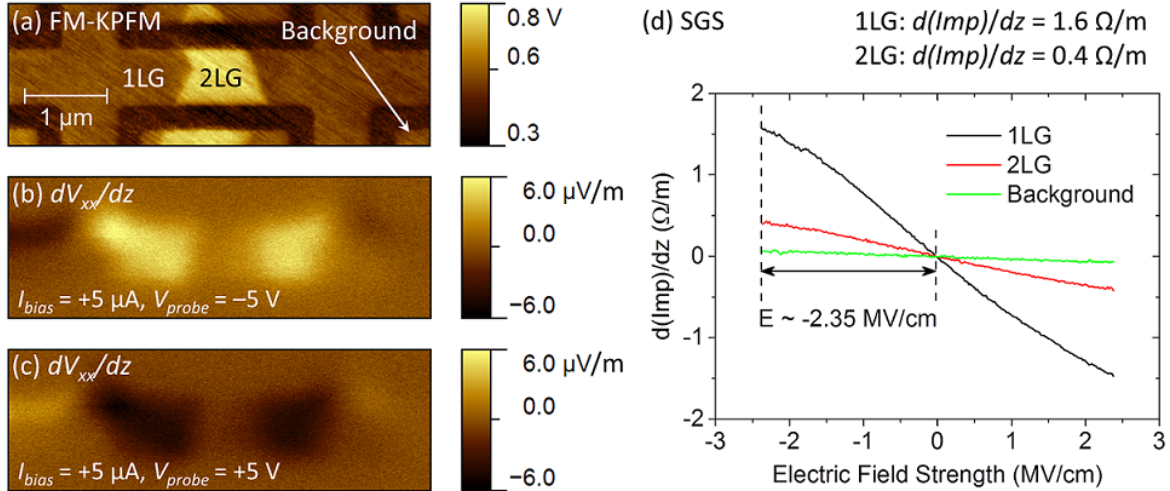 (a) FM-KPFM
Background
1LG
2LG
1 µm
0.8 V
0.6
0.3
(b) dVxx/dz
Ibias = +5 µA, Vprobe = –5 V
6.0 µV/m
0.0
−6.0
(c) dVxx/dz
Ibias = +5 µA, Vprobe = +5 V
6.0 µV/m
0.0
−6.0
(d) SGS
1LG: d(Imp)/dz = 1.6 Ω/m
2LG: d(Imp)/dz = 0.4 Ω/m
2
1
0
-1
-2
d(Imp)/dz (Ω/m)
1LG
2LG
Background
E ~ -2.35 MV/cm
-3 -2 -1 0 1 2 3
Electric Field Strength (MV/cm)